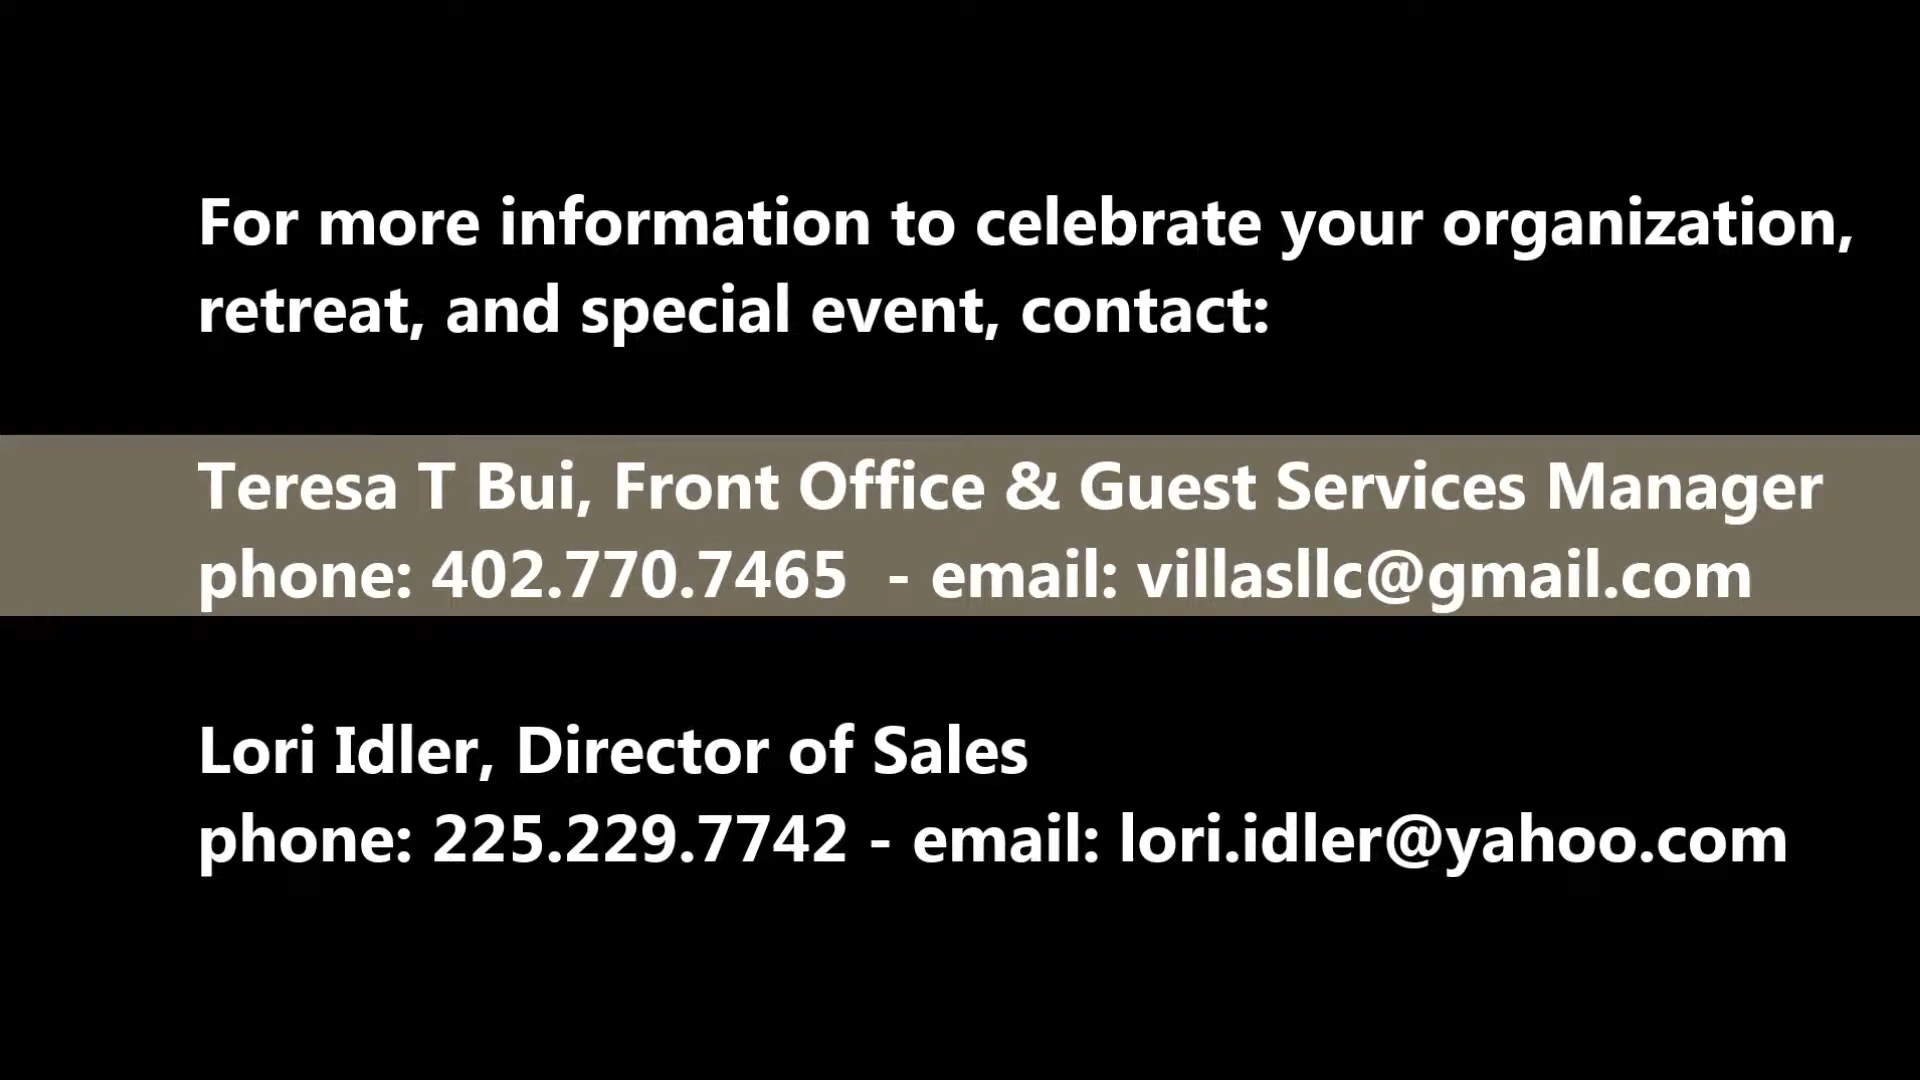 For more information to celebrate your organization,
retreat, and special event, contact:
Teresa T Bui, Front Office & Guest Services Manager
phone: 402.770.7465  - email: villasllc@gmail.com
Lori Idler, Director of Sales
phone: 225.229.7742 - email: lori.idler@yahoo.com